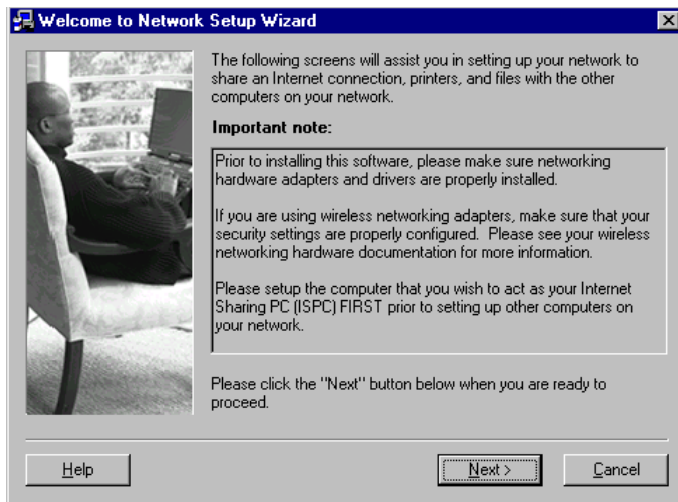 Welcome to Network Setup Wizard
The following screens will assist you in setting up your network to
share an Internet connection, printers, and files with the other
computers on your network.
Important note:
Prior to installing this software, please make sure networking
hardware adapters and drivers are properly installed.
If you are using wireless networking adapters, make sure that your
security settings are properly configured.  Please see your wireless
networking hardware documentation for more information.
Please setup the computer that you wish to act as your Internet
Sharing PC (ISPC) FIRST prior to setting up other computers on
your network.
Please click the "Next" button below when you are ready to
proceed.
Help
Next >
Cancel